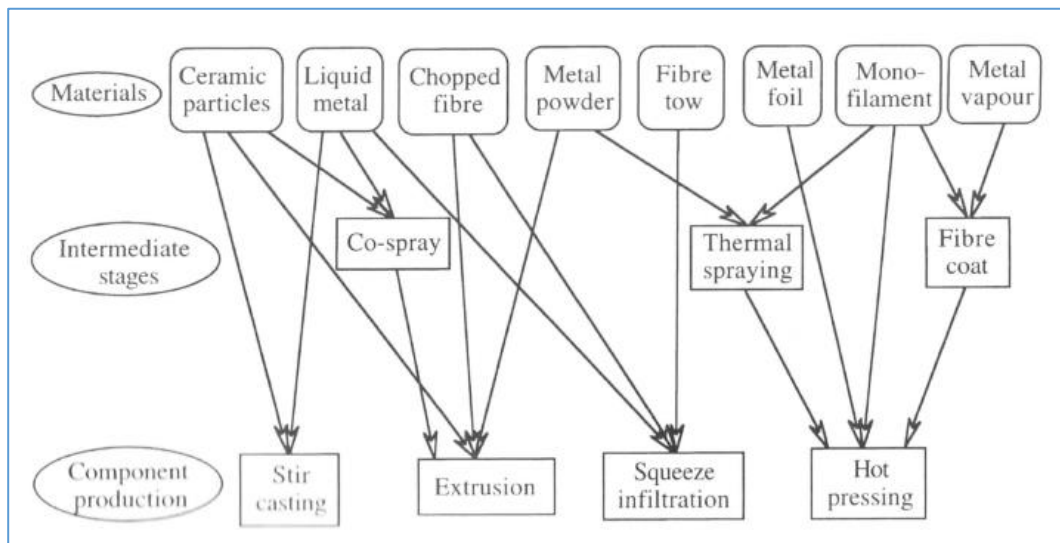 Materials
Ceramic
particles
Liquid
metal
Chopped
fibre
Metal
powder
Fibre
tow
Metal
foil
Mono-
filament
Metal
vapour
Intermediate
stages
Co-spray
Thermal
spraying
Fibre
coat
Component
production
Stir
casting
Extrusion
Squeeze
infiltration
Hot
pressing